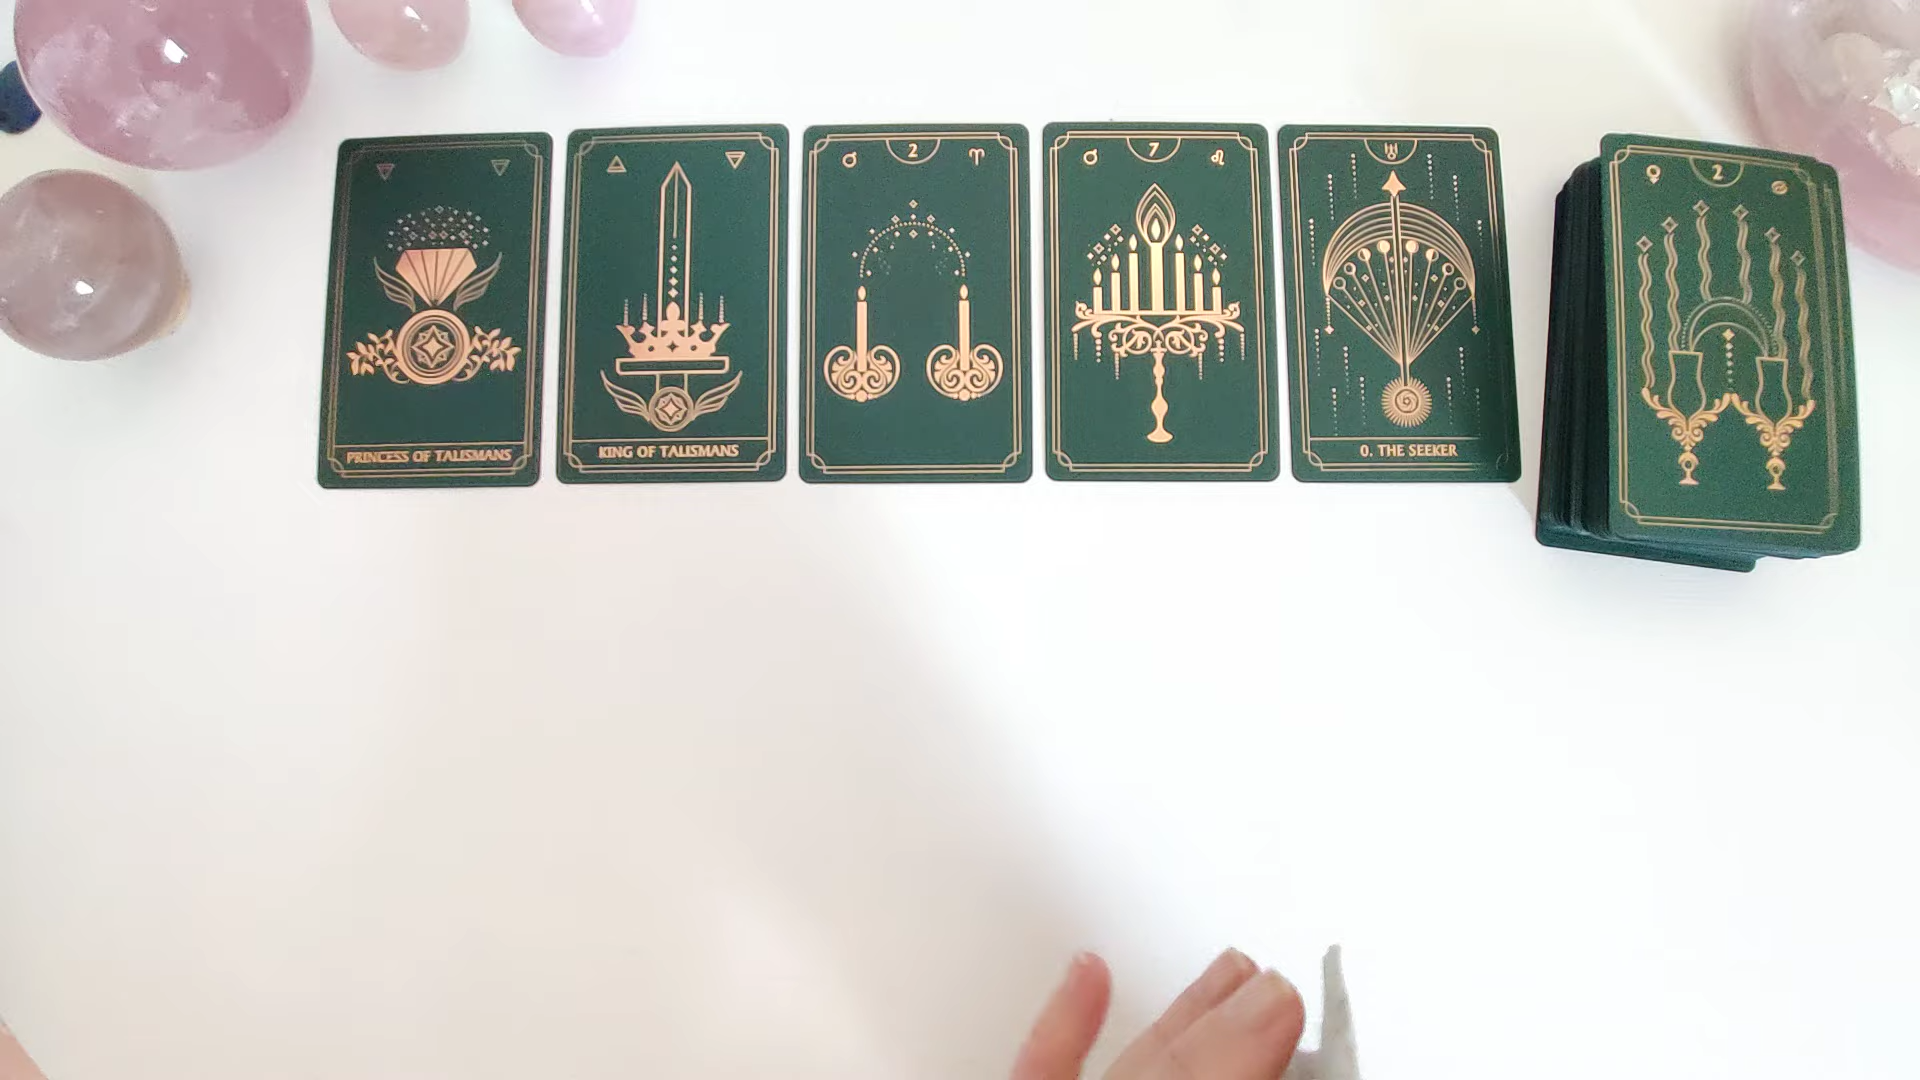 PRINCESS OF TALISMANS
KING OF TALISMANS
2
7
0. THE SEEKER
2